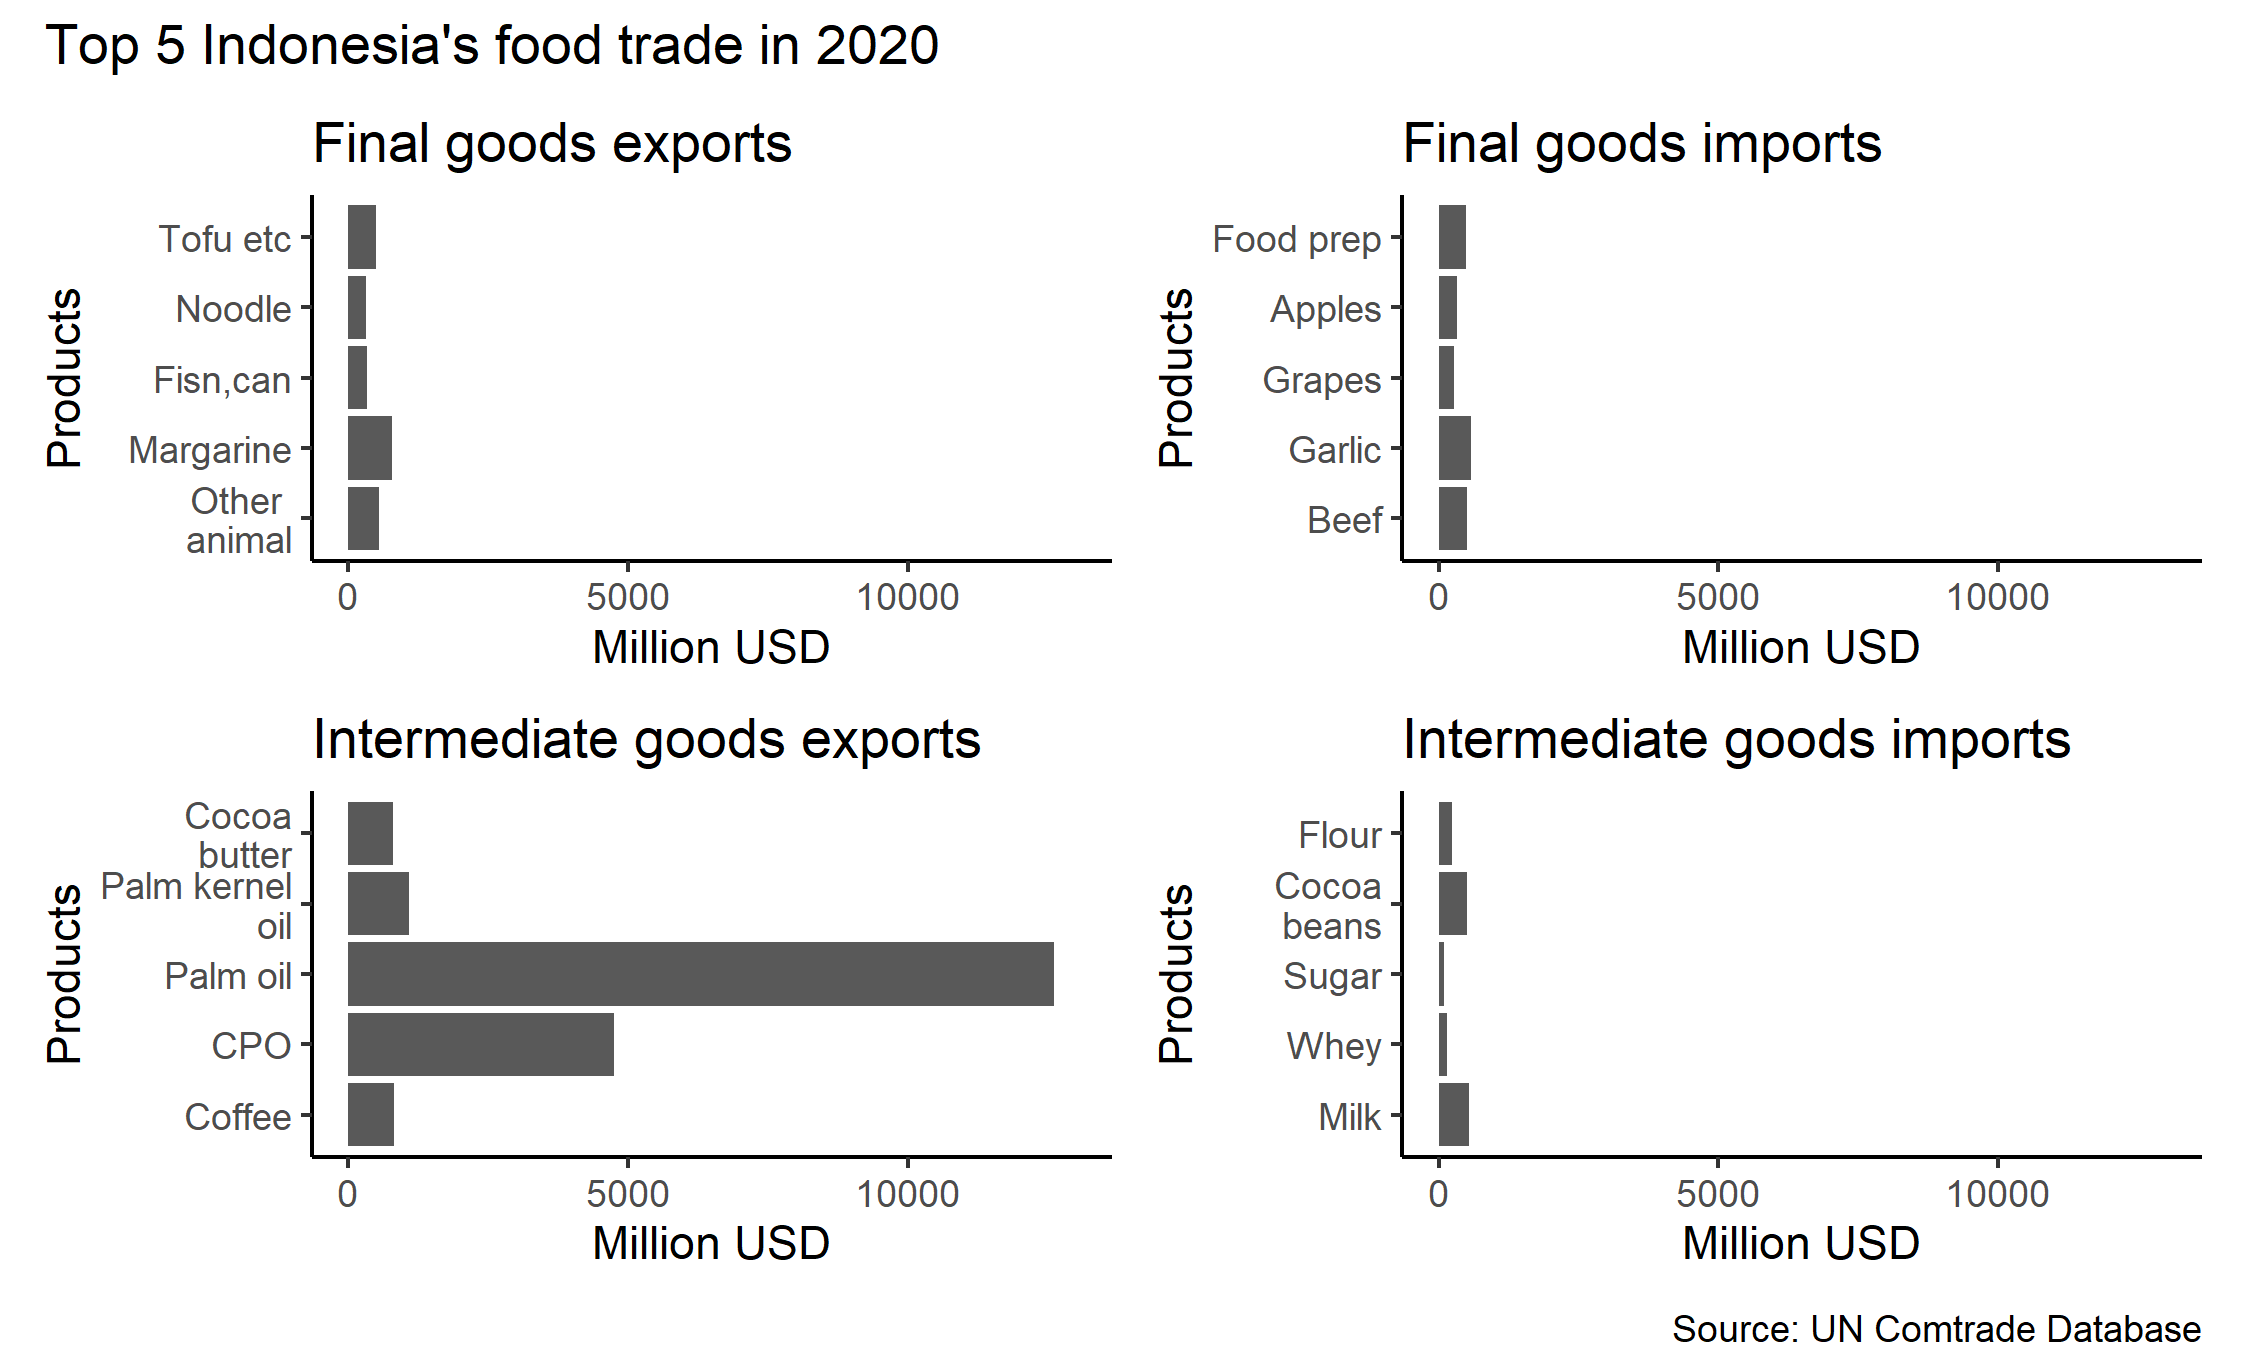 Top 5 Indonesia's food trade in 2020
Final goods exports
Products
Tofu etc
Noodle
Fisn,can
Margarine
Other
animal
0 5000 10000
Million USD
Final goods imports
Products
Food prep
Apples
Grapes
Garlic
Beef
0 5000 10000
Million USD
Intermediate goods exports
Products
Cocoa
butter
Palm kernel
oil
Palm oil
CPO
Coffee
0 5000 10000
Million USD
Intermediate goods imports
Products
Flour
Cocoa
beans
Sugar
Whey
Milk
0 5000 10000
Million USD
Source: UN Comtrade Database